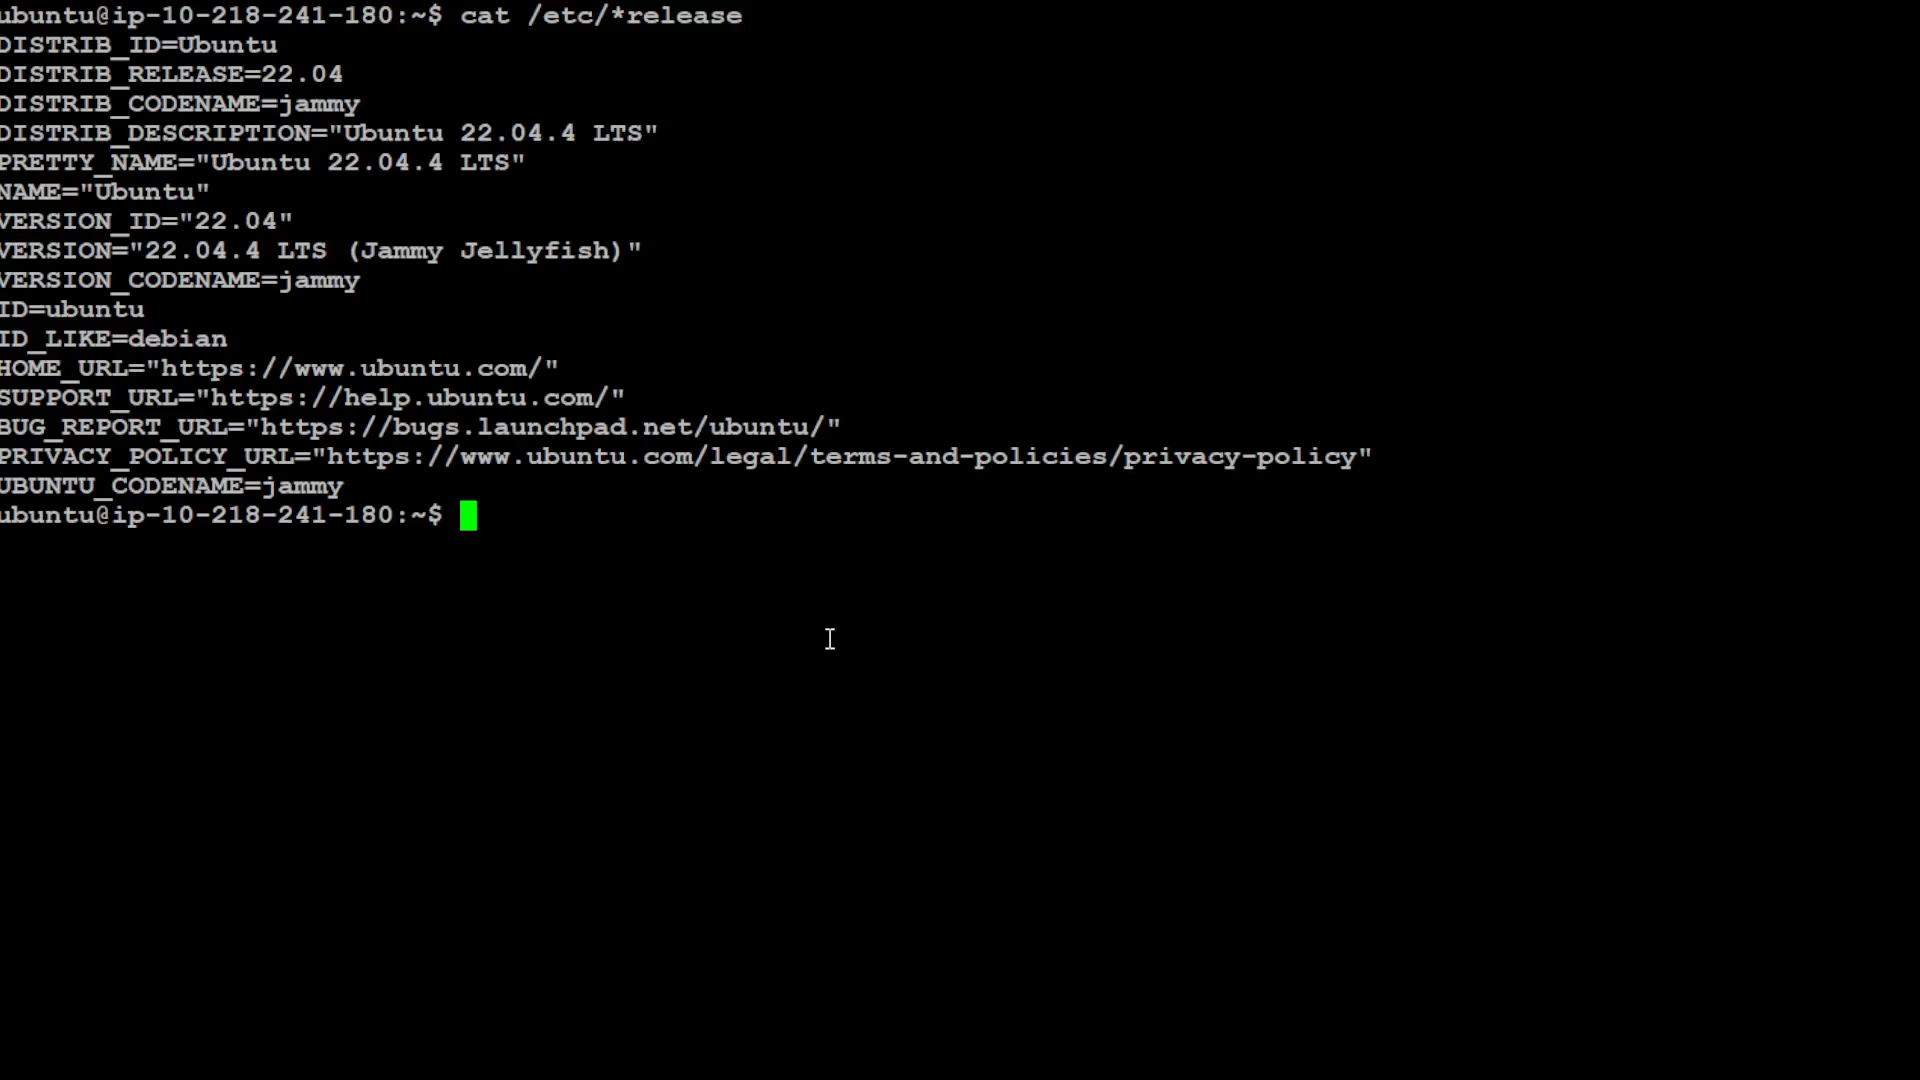 ubuntu@ip-10-218-241-180:~$ cat /etc/*release
DISTRIB_ID=Ubuntu
DISTRIB_RELEASE=22.04
DISTRIB_CODENAME=jammy
DISTRIB_DESCRIPTION="Ubuntu 22.04.4 LTS"
PRETTY_NAME="Ubuntu 22.04.4 LTS"
NAME="Ubuntu"
VERSION_ID="22.04"
VERSION="22.04.4 LTS (Jammy Jellyfish)"
VERSION_CODENAME=jammy
ID=ubuntu
ID_LIKE=debian
HOME_URL="https://www.ubuntu.com/"
SUPPORT_URL="https://help.ubuntu.com/"
BUG_REPORT_URL="https://bugs.launchpad.net/ubuntu/"
PRIVACY_POLICY_URL="https://www.ubuntu.com/legal/terms-and-policies/privacy-policy"
UBUNTU_CODENAME=jammy
ubuntu@ip-10-218-241-180:~$